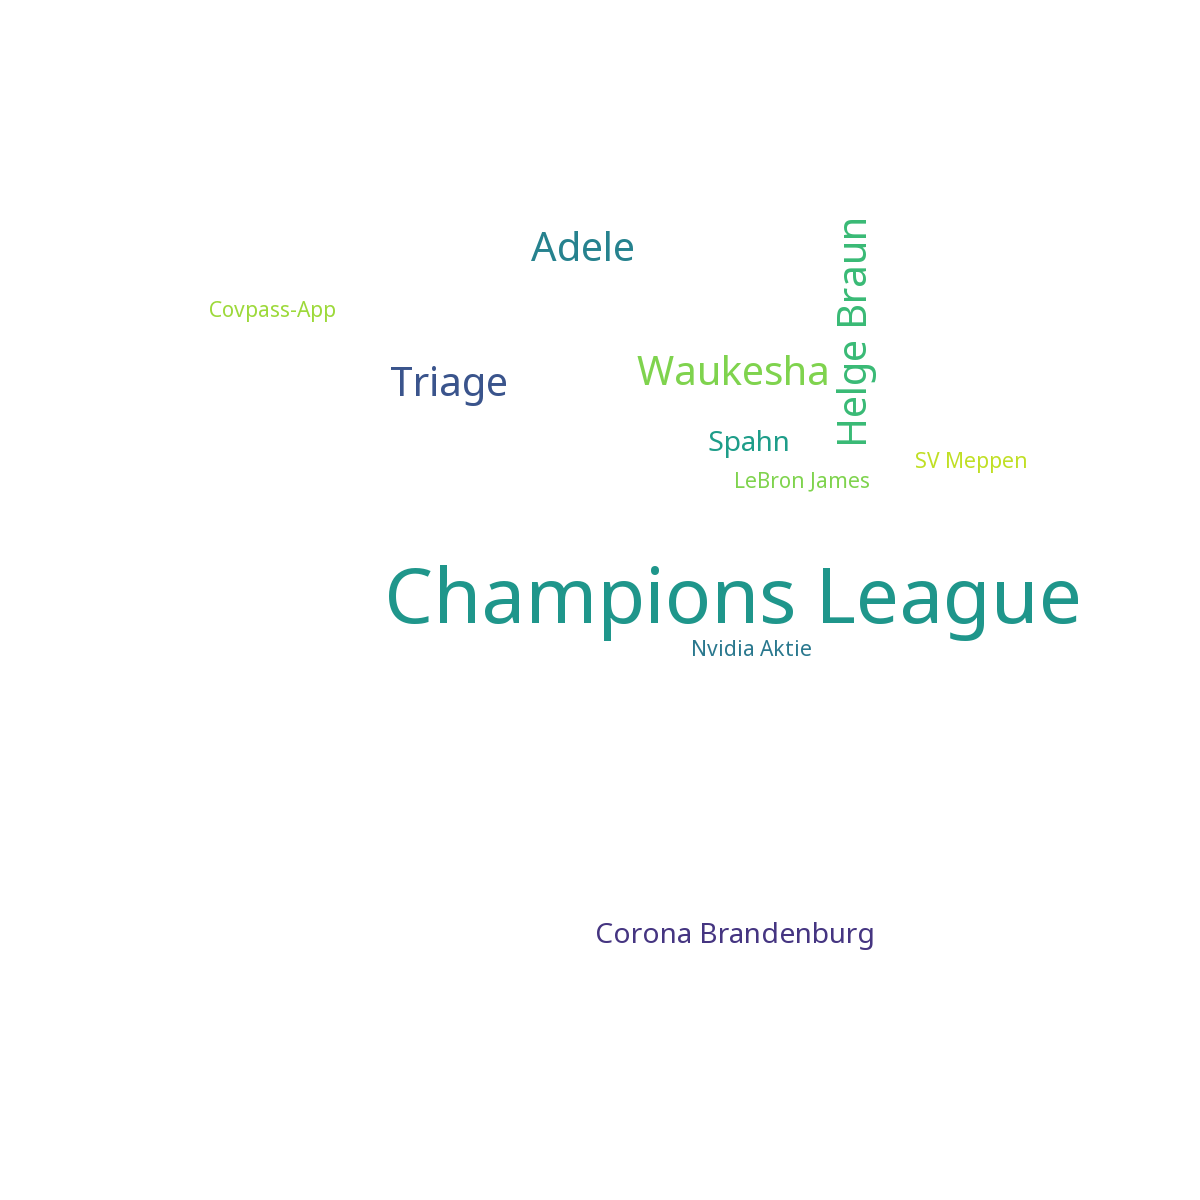 Adele
Helge Braun
Covpass-App
Triage
Waukesha
Spahn
SV Meppen
LeBron James
Champions League
Nvidia Aktie
Corona Brandenburg